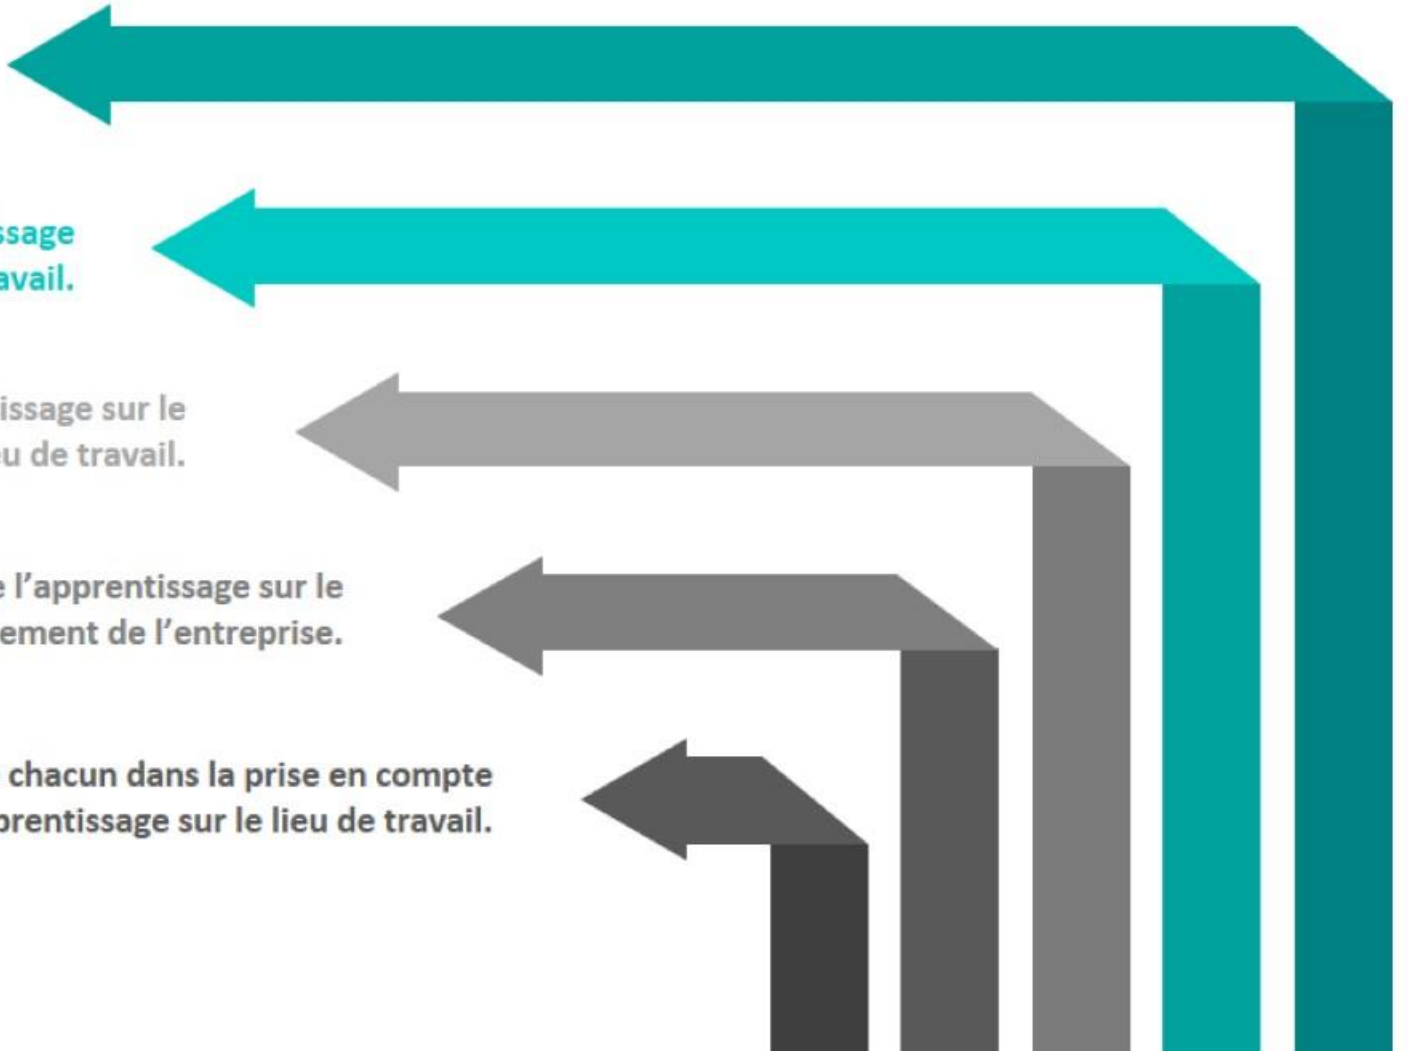 ssage
avail.
issage sur le
u de travail.
e l’apprentissage sur le
ement de l’entreprise.
chacun dans la prise en compte
prentissage sur le lieu de travail.